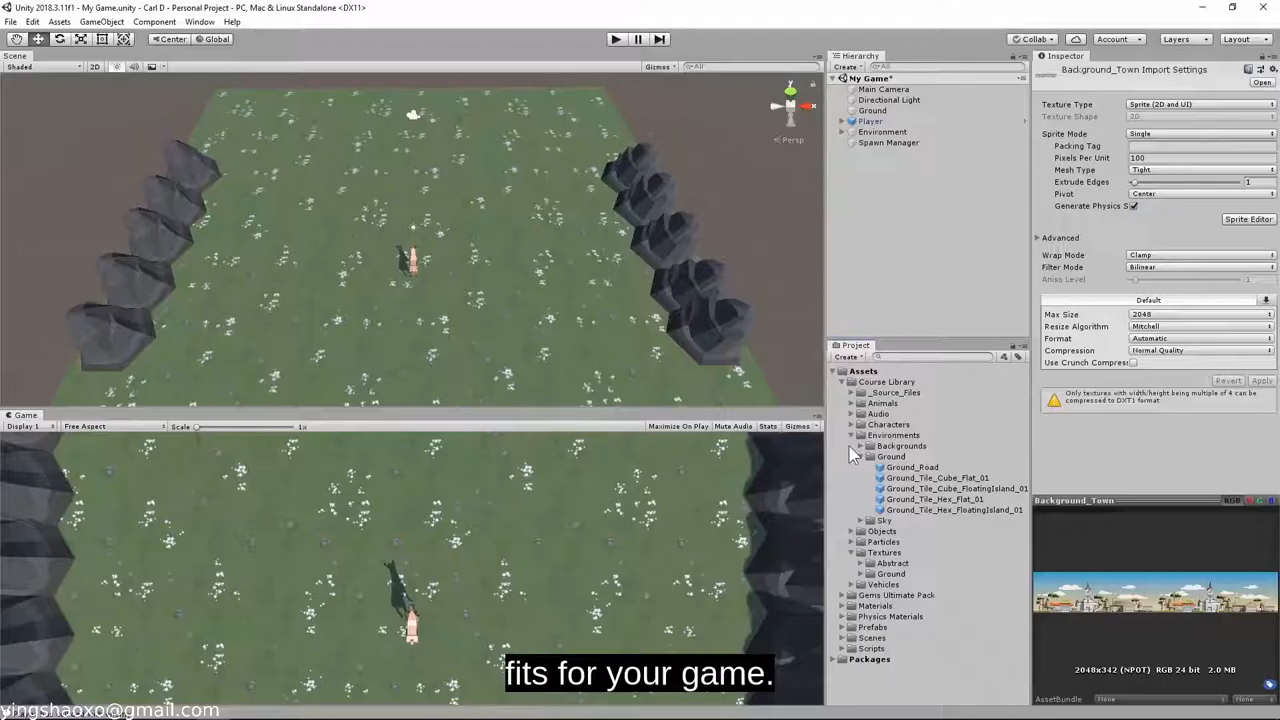 Unity 2018.3.11f1 - My Game.unity - Carl D - Personal Project - PC, Mac & Linux Standalone <DX11>
File Edit Assets GameObject Component Window Help
Center Global Collab Account Layers Layout
Scene
Shaded 2D Gizmos All
Persp
Hierarchy
Create All
My Game*
Main Camera
Directional Light
Ground
Player
Environment
Spawn Manager
Inspector
Background_Town Import Settings
Open
Texture Type Sprite (2D and UI)
Texture Shape 2D
Sprite Mode Single
Packing Tag
Pixels Per Unit 100
Mesh Type Tight
Extrude Edges 1
Pivot Center
Generate Physics S
Sprite Editor
Advanced
Wrap Mode Clamp
Filter Mode Bilinear
Aniso Level 1
Default
Max Size 2048
Resize Algorithm Mitchell
Format Automatic
Compression Normal Quality
Use Crunch Compres
Revert Apply
Only textures with width/height being multiple of 4 can be
compressed to DXT1 format
Project
Create
Assets
Course Library
_Source_Files
Animals
Audio
Characters
Environments
Backgrounds
Ground
Ground_Road
Ground_Tile_Cube_Flat_01
Ground_Tile_Cube_FloatingIsland_01
Ground_Tile_Hex_Flat_01
Ground_Tile_Hex_FloatingIsland_01
Sky
Objects
Particles
Textures
Abstract
Ground
Vehicles
Gems Ultimate Pack
Materials
Physics Materials
Prefabs
Scenes
Scripts
Packages
Game
Display 1 Free Aspect Scale 1x Maximize On Play Mute Audio Stats Gizmos
Background_Town RGB R G B
2048x342 (NPOT) RGB 24 bit 2.0 MB
AssetBundle None None
fits for your game.
yingshaoxo@gmail.com